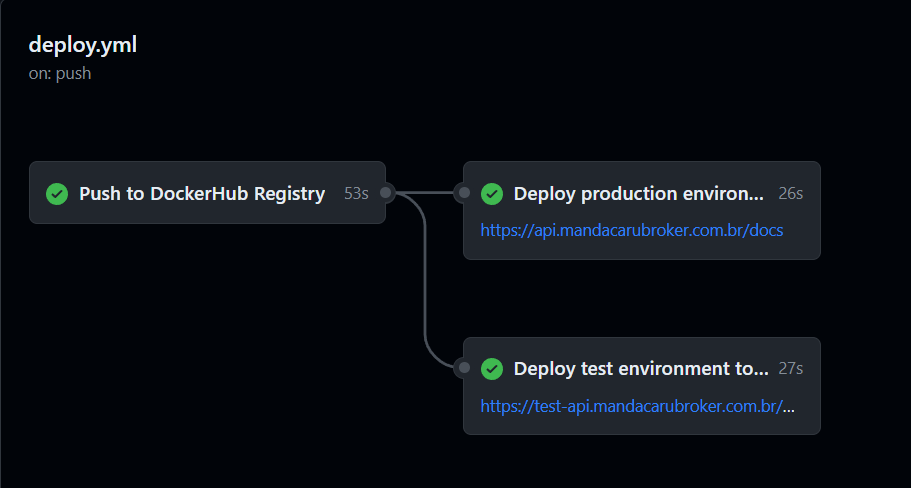 deploy.yml
on: push
Push to DockerHub Registry 53s
Deploy production environ... 26s
https://api.mandacarubroker.com.br/docs
Deploy test environment to... 27s
https://test-api.mandacarubroker.com.br/...